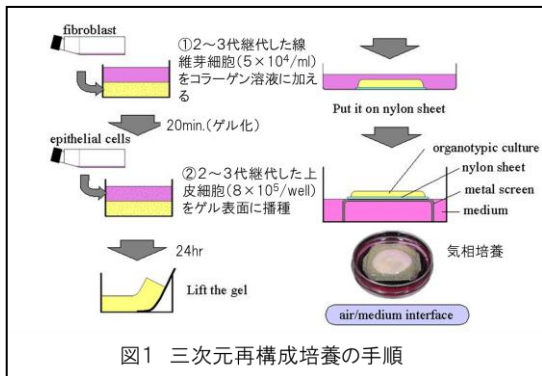 fibroblast
①2～3代継代した線
維芽細胞(5×10⁴/ml)
をコラーゲン溶液に加え
る
20min.(ゲル化)
epithelial cells
②2～3代継代した上
皮細胞(8×10⁵/well)
をゲル表面に播種
24hr
Lift the gel
Put it on nylon sheet
organotypic culture
nylon sheet
metal screen
medium
気相培養
air/medium interface
図1 三次元再構成培養の手順